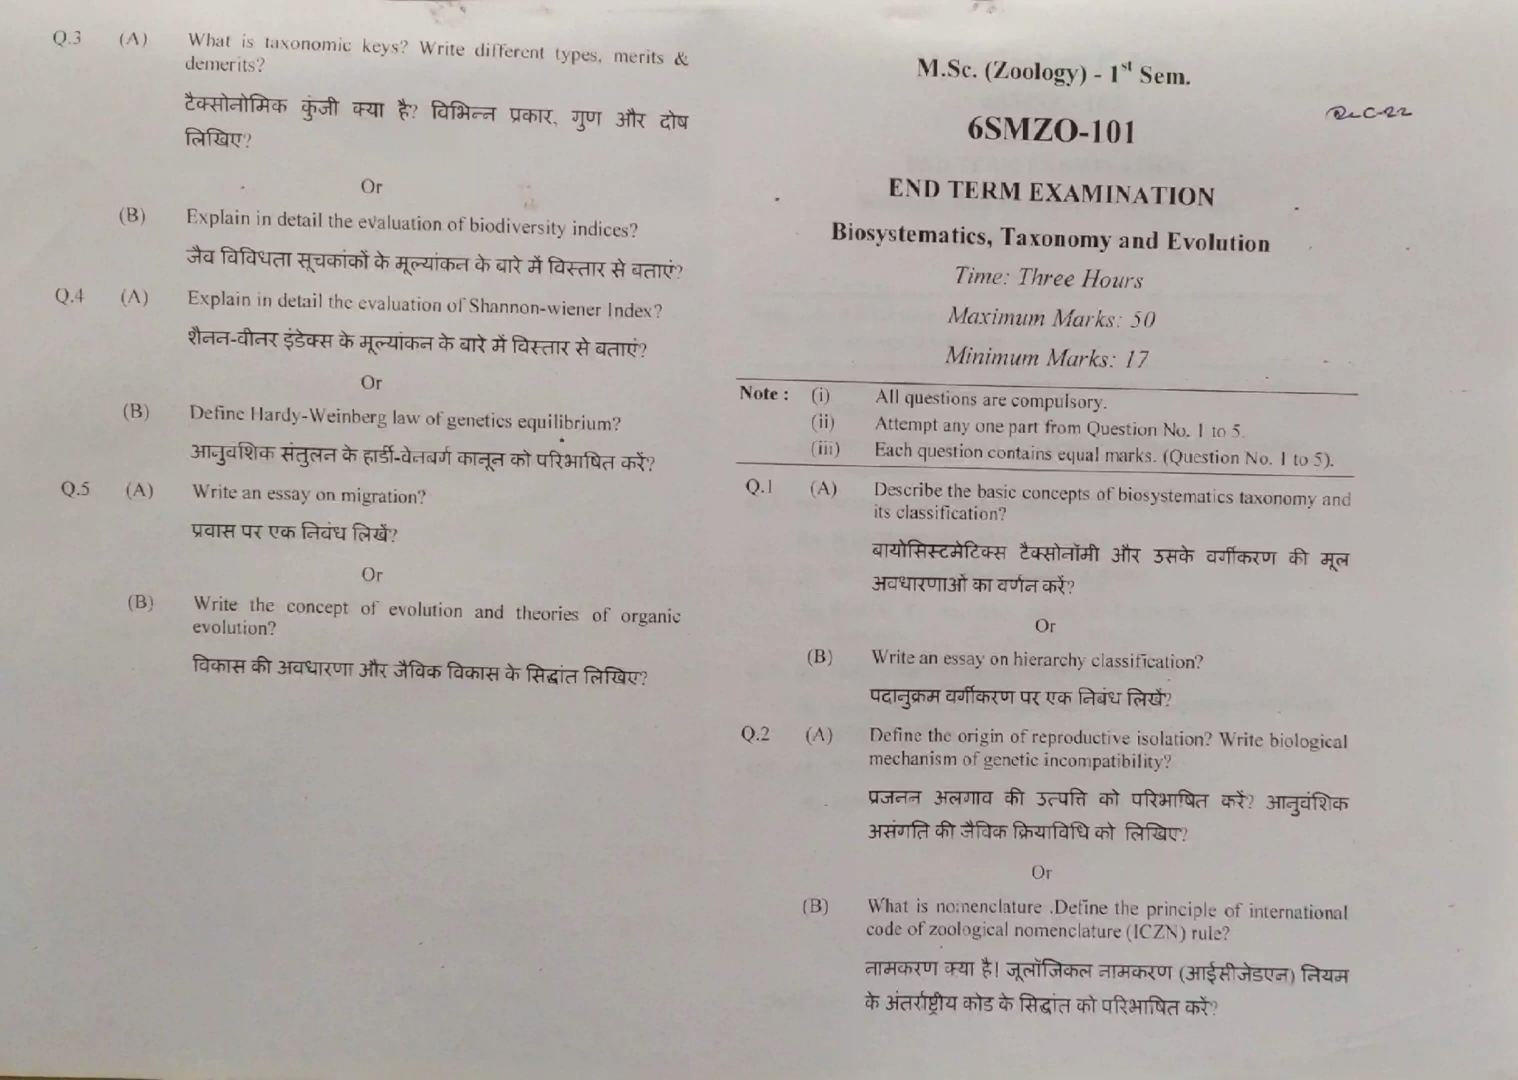 M.Sc. (Zoology) - 1st Sem.
6SMZO-101
END TERM EXAMINATION
Biosystematics, Taxonomy and Evolution
Time: Three Hours
Maximum Marks: 50
Minimum Marks: 17
Note : (i) All questions are compulsory.
(ii) Attempt any one part from Question No. 1 to 5.
(iii) Each question contains equal marks. (Question No. 1 to 5).
Q.1 (A) Describe the basic concepts of biosystematics taxonomy and
its classification?
बायोसिस्टमेटिक्स टैक्सोनॉमी और उसके वर्गीकरण की मूल
अवधारणाओं का वर्णन करें?
Or
(B) Write an essay on hierarchy classification?
पदानुक्रम वर्गीकरण पर एक निबंध लिखें?
Q.2 (A) Define the origin of reproductive isolation? Write biological
mechanism of genetic incompatibility?
प्रजनन अलगाव की उत्पत्ति को परिभाषित करें? आनुवंशिक
असंगति की जैविक क्रियाविधि को लिखिए?
Or
(B) What is nomenclature .Define the principle of international
code of zoological nomenclature (ICZN) rule?
नामकरण क्या है। जूलॉजिकल नामकरण (आईसीजेडएन) नियम
के अंतर्राष्ट्रीय कोड के सिद्धांत को परिभाषित करें?
Q.3 (A) What is taxonomic keys? Write different types, merits &
demerits?
टैक्सोनोमिक कुंजी क्या है? विभिन्न प्रकार, गुण और दोष
लिखिए?
Or
(B) Explain in detail the evaluation of biodiversity indices?
जैव विविधता सूचकांकों के मूल्यांकन के बारे में विस्तार से बताएं?
Q.4 (A) Explain in detail the evaluation of Shannon-wiener Index?
शैनन-वीनर इंडेक्स के मूल्यांकन के बारे में विस्तार से बताएं?
Or
(B) Define Hardy-Weinberg law of genetics equilibrium?
आनुवंशिक संतुलन के हार्डी-वेनबर्ग कानून को परिभाषित करें?
Q.5 (A) Write an essay on migration?
प्रवास पर एक निबंध लिखें?
Or
(B) Write the concept of evolution and theories of organic
evolution?
विकास की अवधारणा और जैविक विकास के सिद्धांत लिखिए?